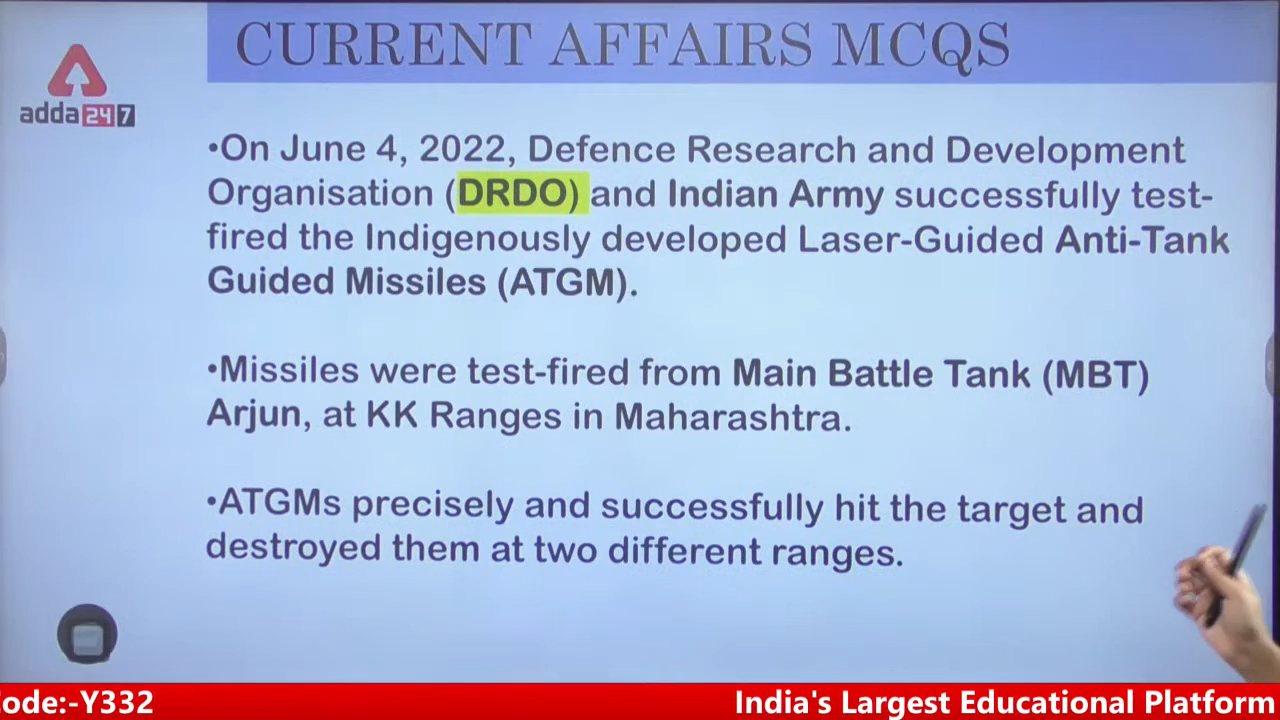 CURRENT AFFAIRS MCQS
adda247
•On June 4, 2022, Defence Research and Development
Organisation (DRDO) and Indian Army successfully test-
fired the Indigenously developed Laser-Guided Anti-Tank
Guided Missiles (ATGM).
•Missiles were test-fired from Main Battle Tank (MBT)
Arjun, at KK Ranges in Maharashtra.
•ATGMs precisely and successfully hit the target and
destroyed them at two different ranges.
ode:-Y332
India's Largest Educational Platform